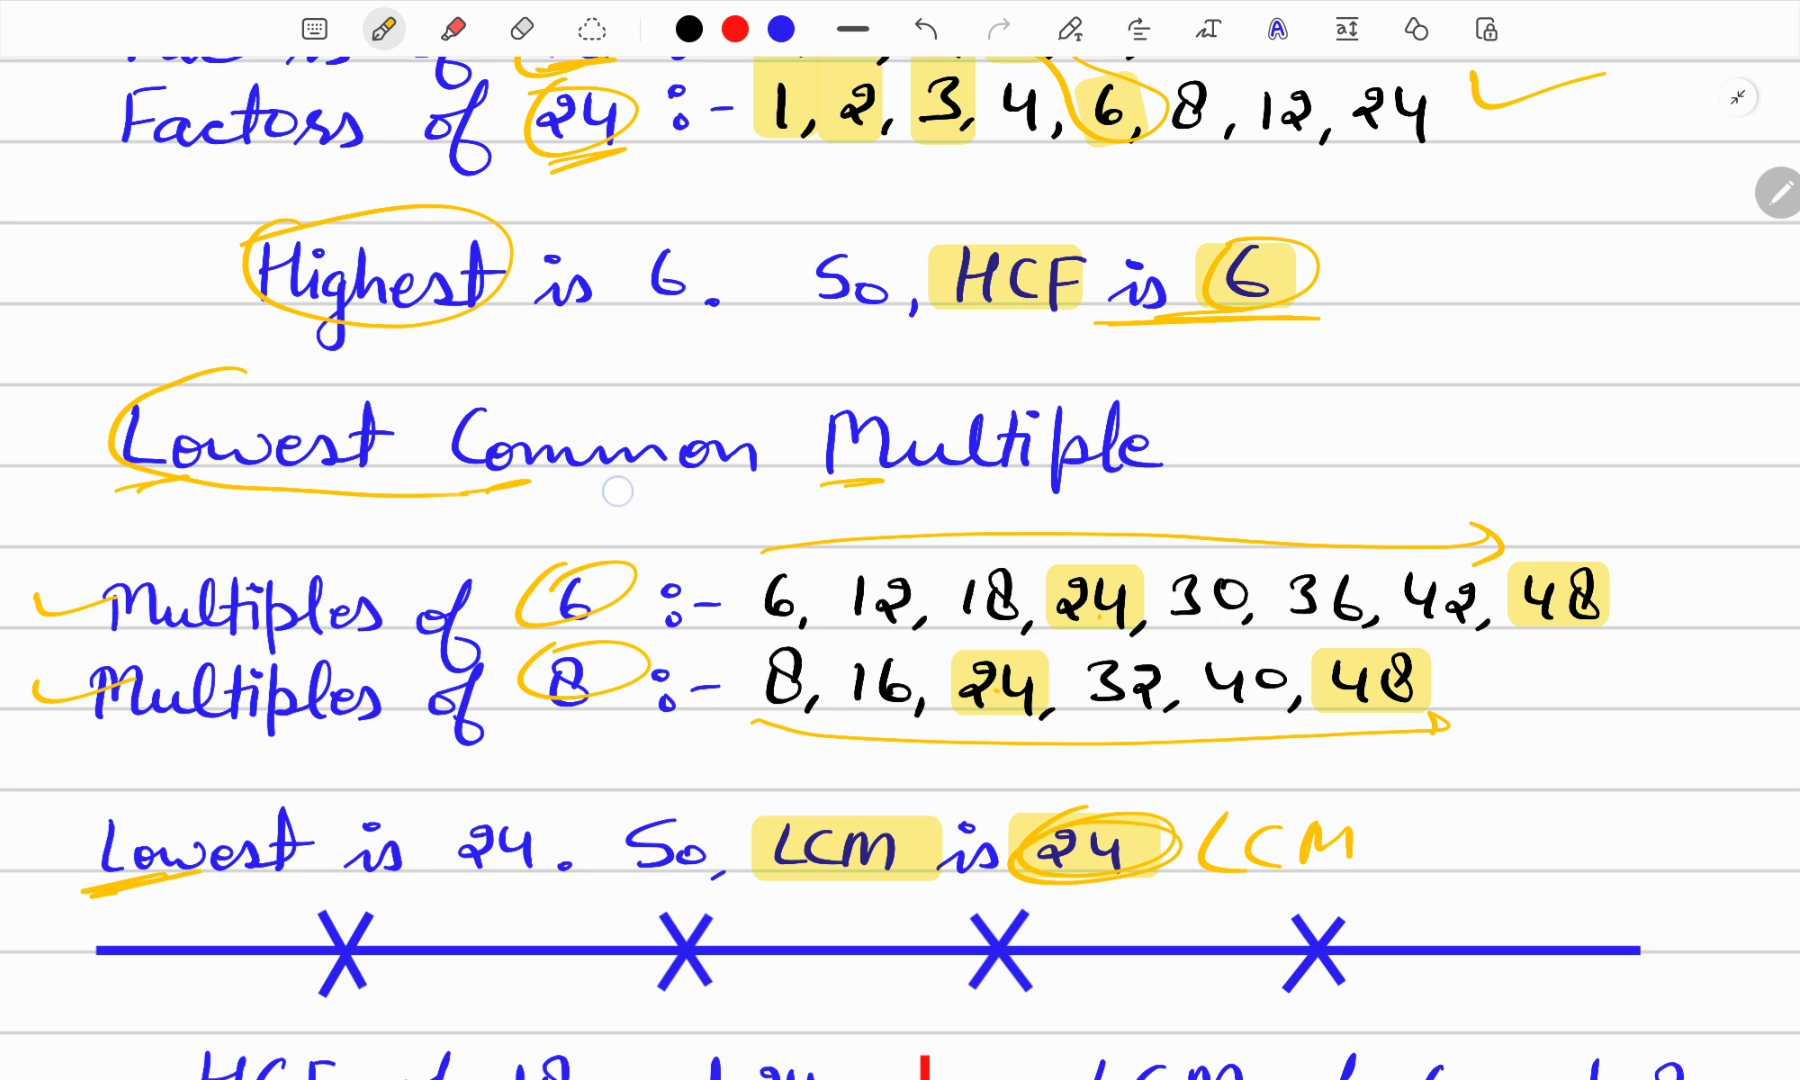 Factors of 24 :- 1, 2, 3, 4, 6, 8, 12, 24
Highest is 6. So, HCF is 6
Lowest Common Multiple
Multiples of 6 :- 6, 12, 18, 24, 30, 36, 42, 48
Multiples of 8 :- 8, 16, 24, 32, 40, 48
Lowest is 24. So, LCM is 24 LCM